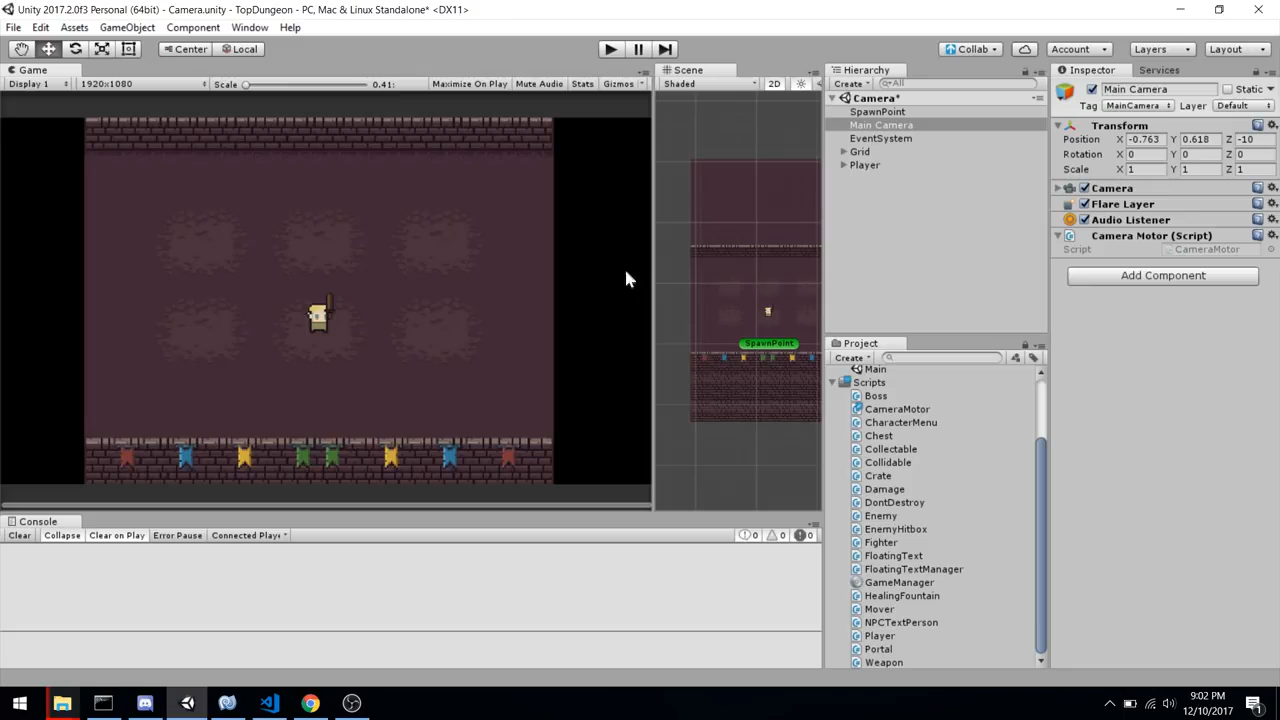 Unity 2017.2.0f3 Personal (64bit) - Camera.unity - TopDungeon - PC, Mac & Linux Standalone* <DX11>
File Edit Assets GameObject Component Window Help
Center Local Collab Account Layers Layout
Game
Display 1 1920x1080 Scale 0.41: Maximize On Play Mute Audio Stats Gizmos
Scene
Shaded 2D
SpawnPoint
Hierarchy
Create All
Camera*
SpawnPoint
Main Camera
EventSystem
Grid
Player
Project
Create
Main
Scripts
Boss
CameraMotor
CharacterMenu
Chest
Collectable
Collidable
Crate
Damage
DontDestroy
Enemy
EnemyHitbox
Fighter
FloatingText
FloatingTextManager
GameManager
HealingFountain
Mover
NPCTextPerson
Player
Portal
Weapon
Inspector Services
Main Camera Static
Tag MainCamera Layer Default
Transform
Position X -0.763 Y 0.618 Z -10
Rotation X 0 Y 0 Z 0
Scale X 1 Y 1 Z 1
Camera
Flare Layer
Audio Listener
Camera Motor (Script)
Script CameraMotor
Add Component
Console
Clear Collapse Clear on Play Error Pause Connected Playe 0 0 0
9:02 PM
12/10/2017
1